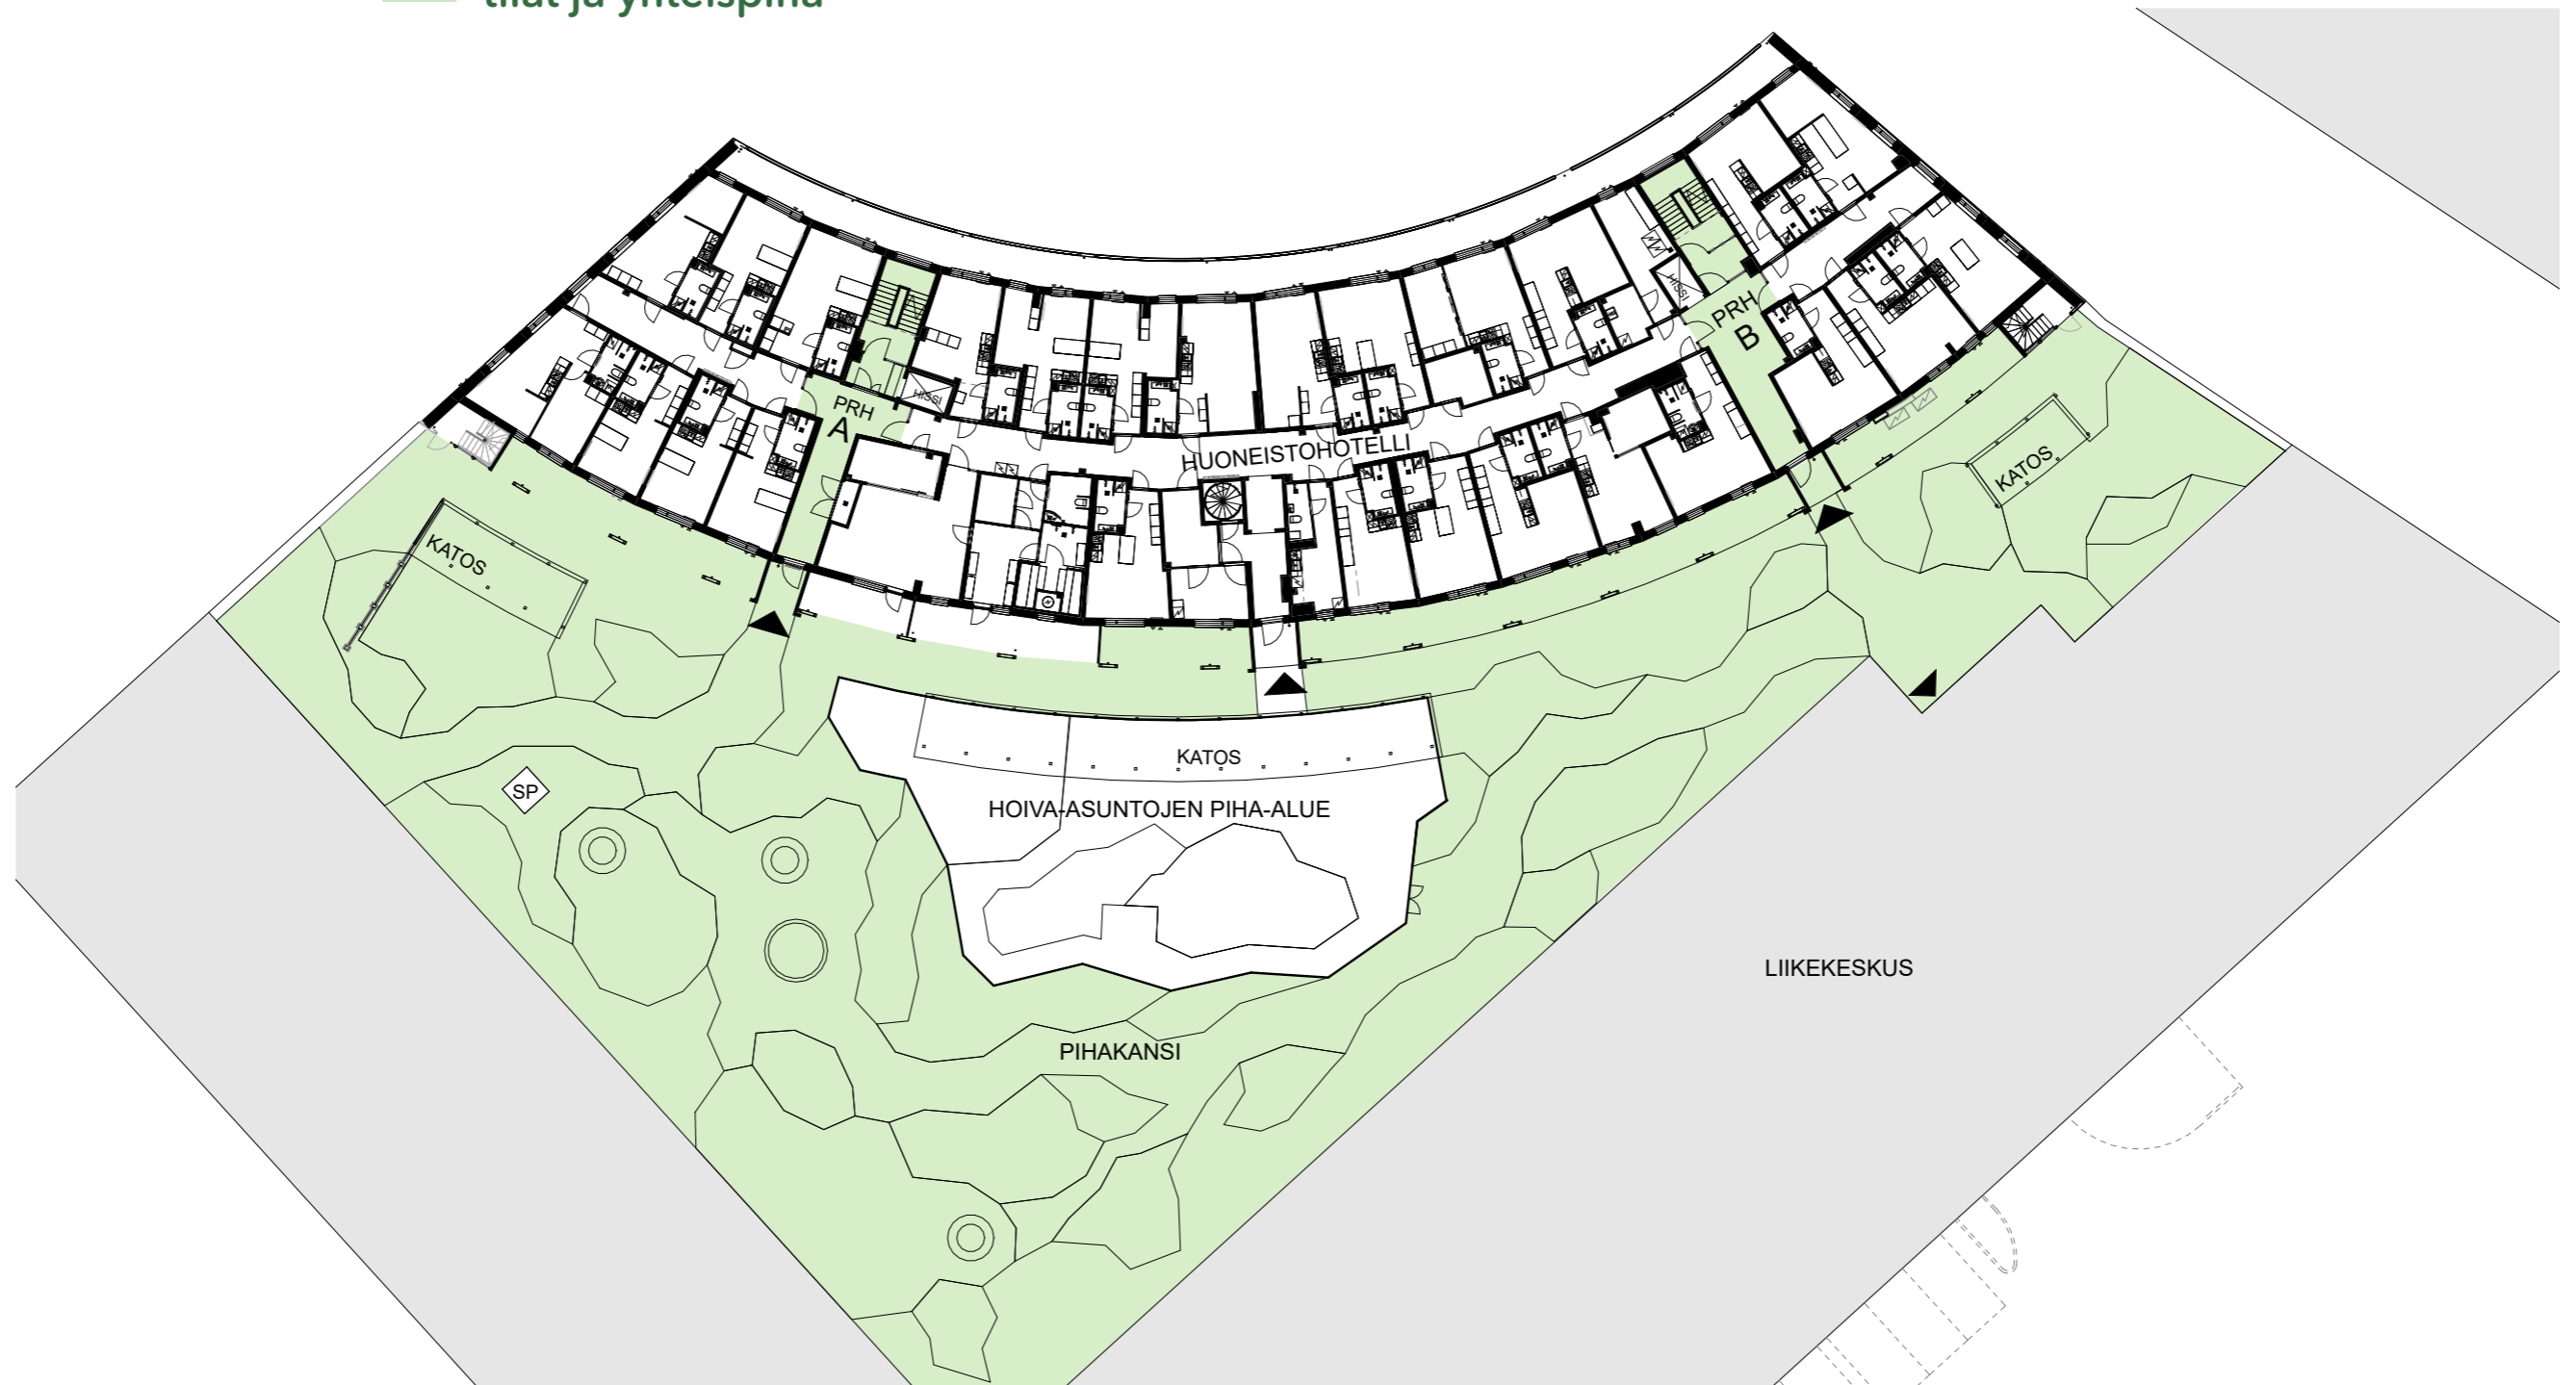 tilat ja yhteispiha
HISSI
PRH
B
PRH
A
HISSI
HUONEISTOHOTELLI
KATOS
KATOS
KATOS
SP
HOIVA-ASUNTOJEN PIHA-ALUE
LIIKEKESKUS
PIHAKANSI